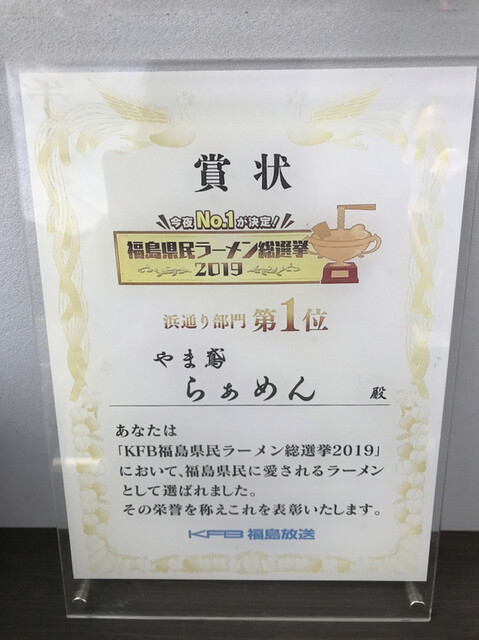 賞状
今夜No.1が決定!
福島県民ラーメン総選挙
2019
浜通り部門 第1位
やま鳶
らぁめん 殿
あなたは
「KFB福島県民ラーメン総選挙2019」
において、福島県民に愛されるラーメン
として選ばれました。
その栄誉を称えこれを表彰いたします。
KFB 福島放送